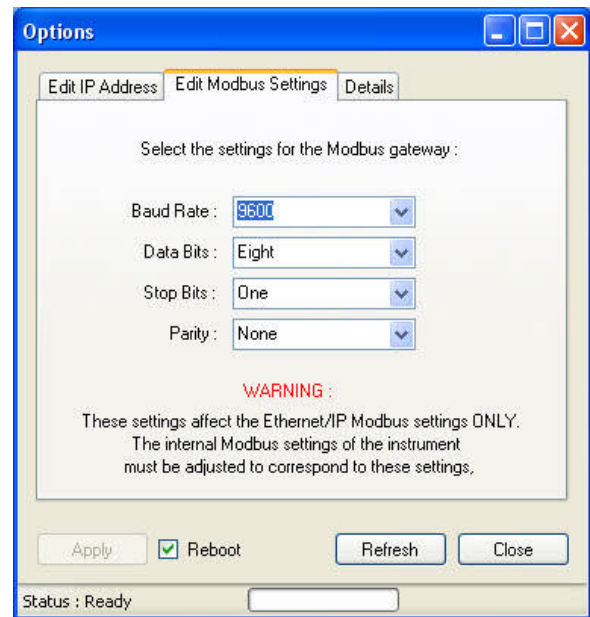 Options
Edit IP Address Edit Modbus Settings Details
Select the settings for the Modbus gateway :
Baud Rate : 9600
Data Bits : Eight
Stop Bits : One
Parity : None
WARNING :
These settings affect the Ethernet/IP Modbus settings ONLY.
The internal Modbus settings of the instrument
must be adjusted to correspond to these settings,
Apply Reboot Refresh Close
Status : Ready